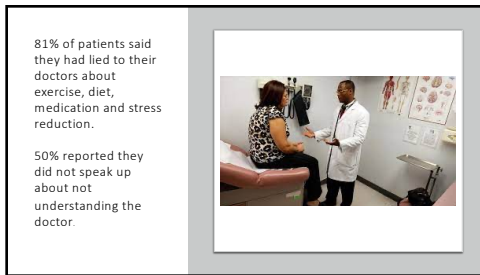 81% of patients said
they had lied to their
doctors about
exercise, diet,
medication and stress
reduction.
50% reported they
did not speak up
about not
understanding the
doctor.